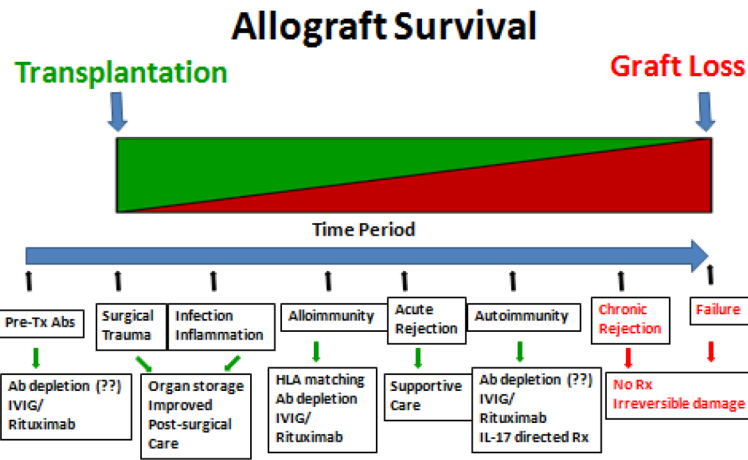 Allograft Survival
Transplantation
Graft Loss
Time Period
Pre-Tx Abs
Surgical
Trauma
Infection
Inflammation
Alloimmunity
Acute
Rejection
Autoimmunity
Chronic
Rejection
Failure
Ab depletion (??)
IVIG/
Rituximab
Organ storage
Improved
Post-surgical
Care
HLA matching
Ab depletion
IVIG/
Rituximab
Supportive
Care
Ab depletion (??)
IVIG/
Rituximab
IL-17 directed Rx
No Rx
Irreversible damage